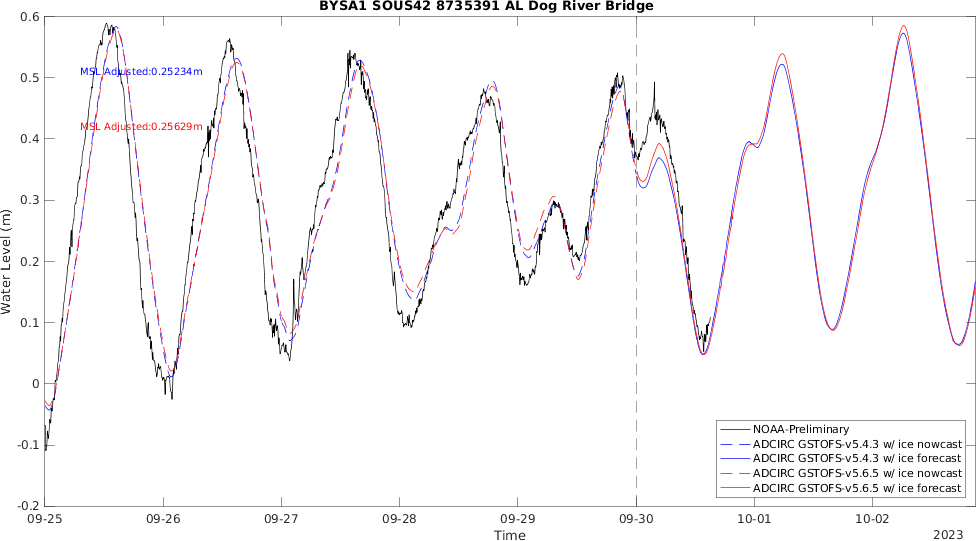 BYSA1 SOUS42 8735391 AL Dog River Bridge
0.6
0.5
0.4
0.3
0.2
0.1
0
-0.1
-0.2
Water Level (m)
MSL Adjusted:0.25234m
MSL Adjusted:0.25629m
NOAA-Preliminary
ADCIRC GSTOFS-v5.4.3 w/ ice nowcast
ADCIRC GSTOFS-v5.4.3 w/ ice forecast
ADCIRC GSTOFS-v5.6.5 w/ ice nowcast
ADCIRC GSTOFS-v5.6.5 w/ ice forecast
09-25 09-26 09-27 09-28 09-29 09-30 10-01 10-02
Time
2023